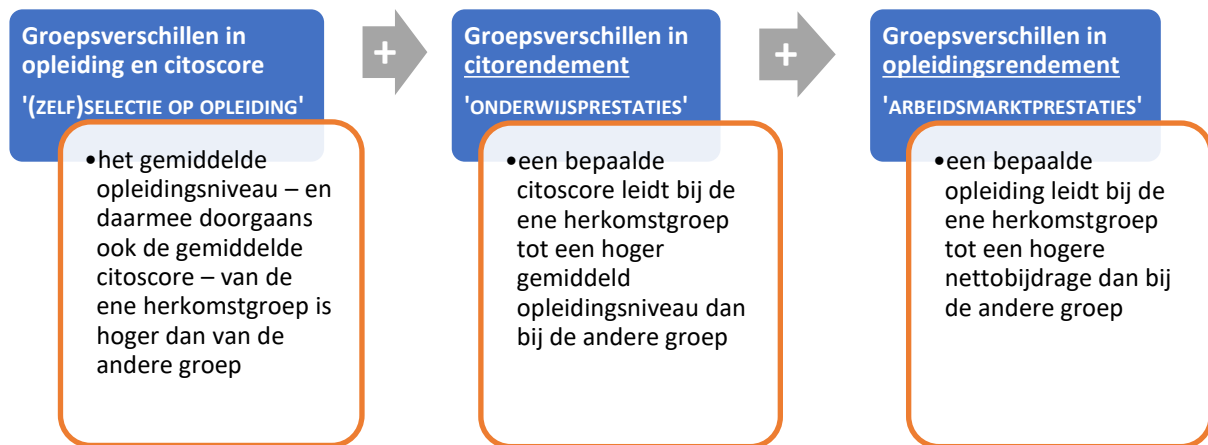 Groepsverschillen in
opleiding en citoscore
'(ZELF)SELECTIE OP OPLEIDING'
•het gemiddelde
opleidingsniveau – en
daarmee doorgaans
ook de gemiddelde
citoscore – van de
ene herkomstgroep is
hoger dan van de
andere groep
+
Groepsverschillen in
citorendement
'ONDERWIJSPRESTATIES'
•een bepaalde
citoscore leidt bij de
ene herkomstgroep
tot een hoger
gemiddeld
opleidingsniveau dan
bij de andere groep
+
Groepsverschillen in
opleidingsrendement
'ARBEIDSMARKTPRESTATIES'
•een bepaalde
opleiding leidt bij de
ene herkomstgroep
tot een hogere
nettobijdrage dan bij
de andere groep